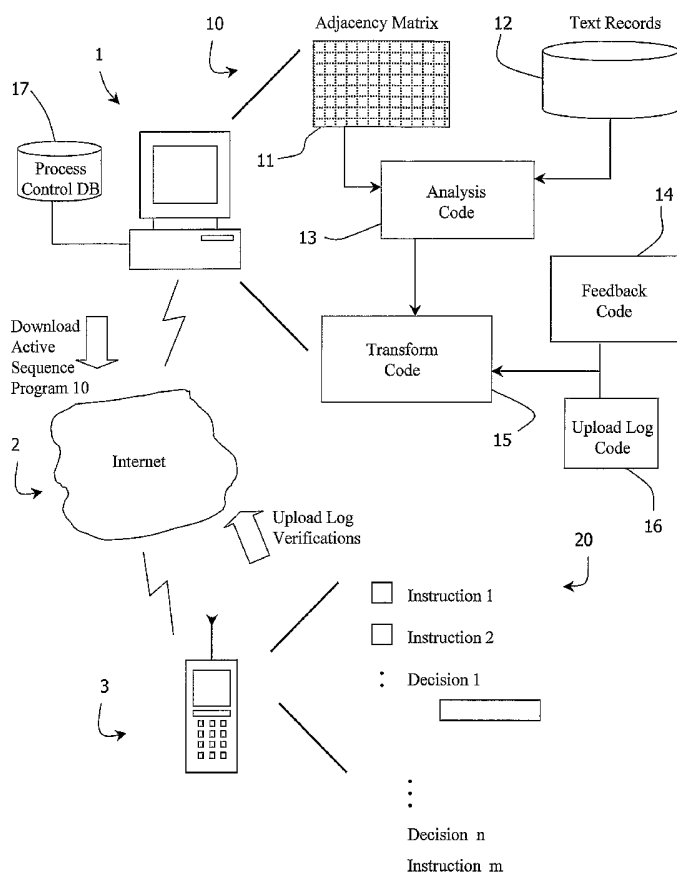 10
Adjacency Matrix
12
Text Records
1
17
Process
Control DB
11
13
Analysis
Code
14
Feedback
Code
Download
Active
Sequence
Program 10
Transform
Code
15
Upload Log
Code
16
2
Internet
Upload Log
Verifications
20
Instruction 1
Instruction 2
Decision 1
3
Decision n
Instruction m